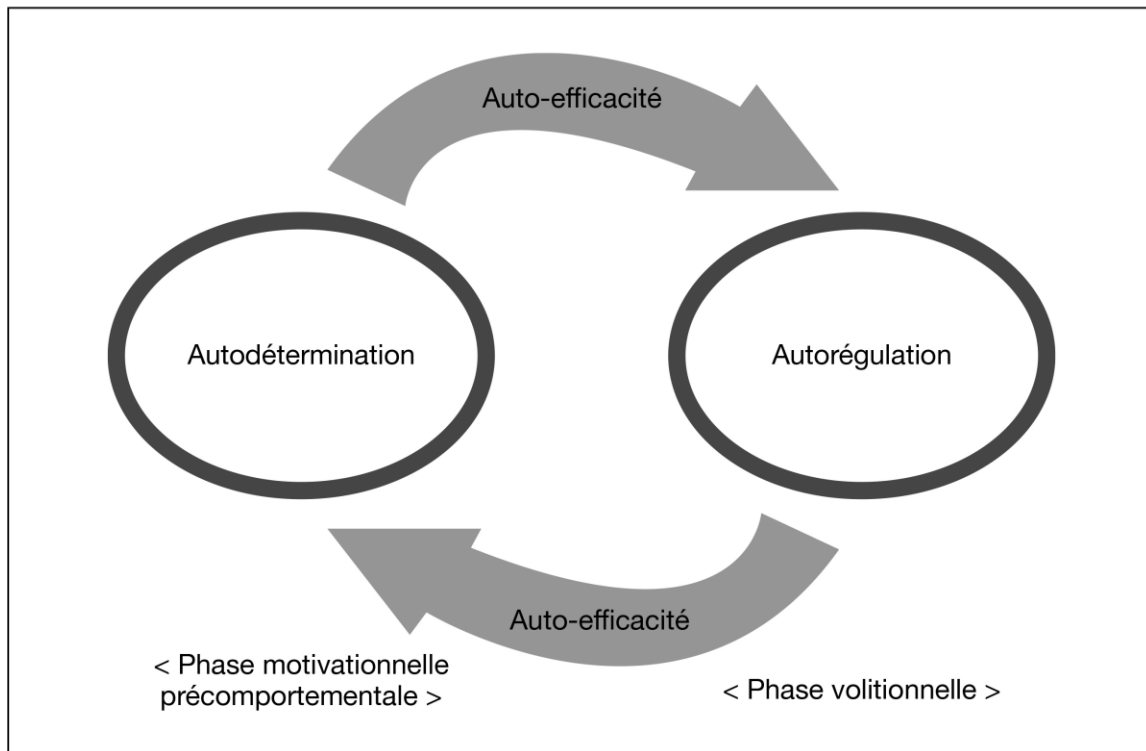 Auto-efficacité
Autodétermination
Autorégulation
Auto-efficacité
< Phase motivationnelle
précomportementale >
< Phase volitionnelle >